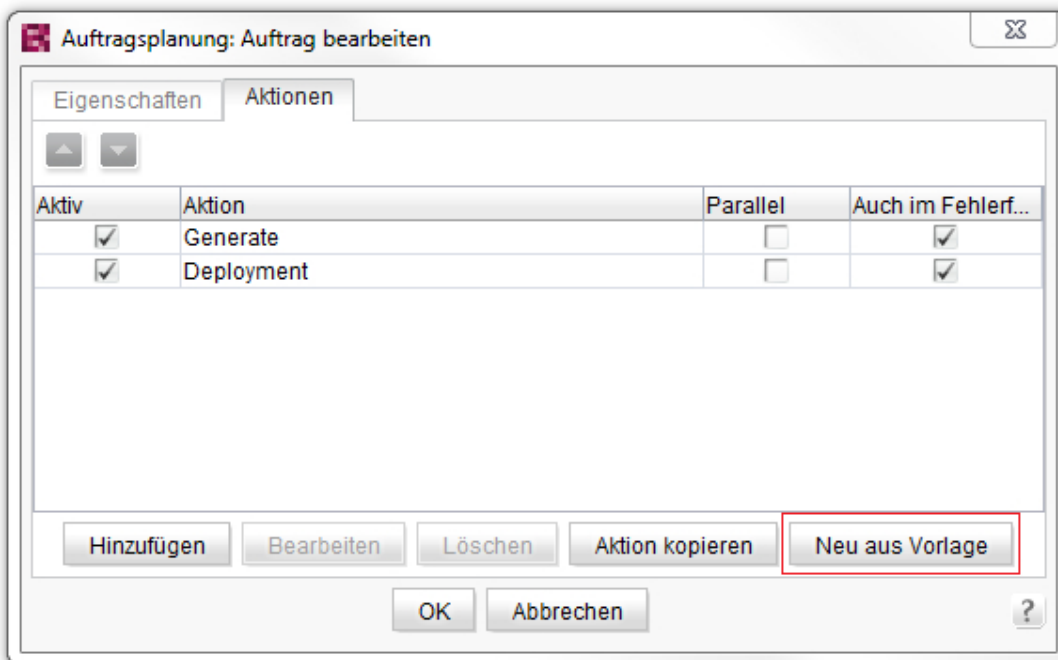 Auftragsplanung: Auftrag bearbeiten
Eigenschaften Aktionen
Aktiv Aktion Parallel Auch im Fehlerf...
Generate
Deployment
Hinzufügen Bearbeiten Löschen Aktion kopieren Neu aus Vorlage
OK Abbrechen ?